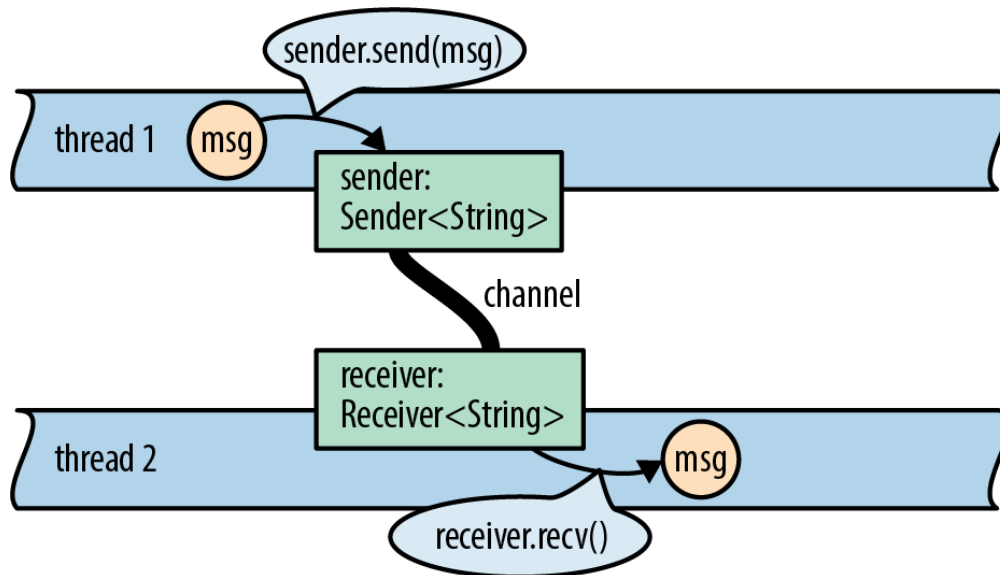 sender.send(msg)
thread 1
msg
sender:
Sender<String>
channel
receiver:
Receiver<String>
thread 2
msg
receiver.recv()